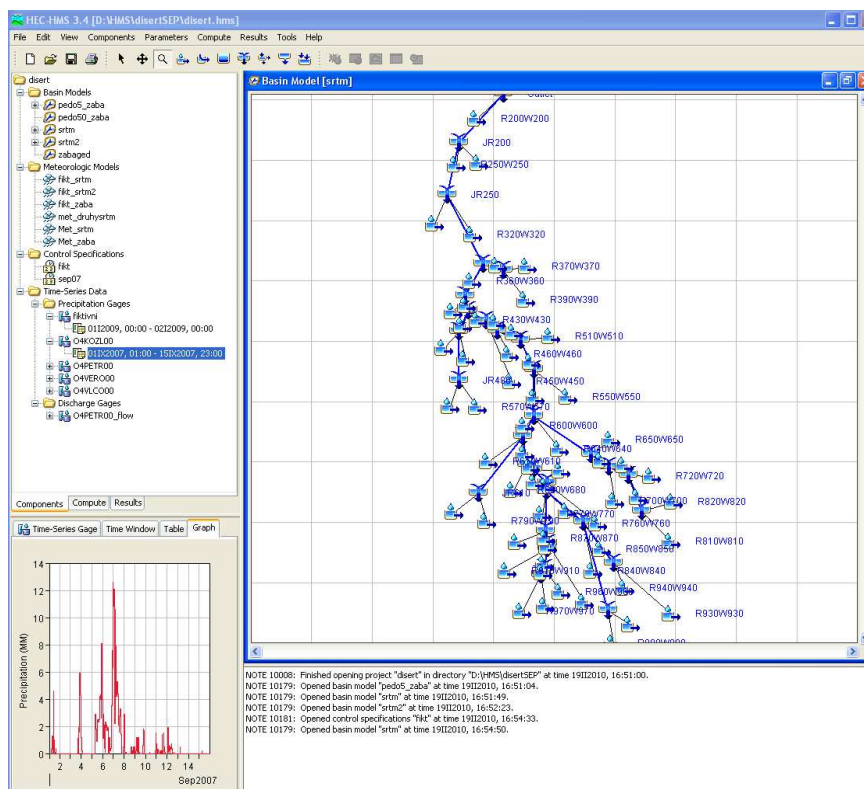 HEC-HMS 3.4 [D:\HMS\disertSEP\disert.hms]
File Edit View Components Parameters Compute Results Tools Help
disert
Basin Models
pedo5_zaba
pedo50_zaba
srtm
srtm2
zabaged
Meteorologic Models
fikt_srtm
fikt_srtm2
fikt_zaba
met_druhysrtm
Met_srtm
Met_zaba
Control Specifications
fikt
sep07
Time-Series Data
Precipitation Gages
fiktivni
01I2009, 00:00 - 02I2009, 00:00
O4KOZL00
01IX2007, 01:00 - 15IX2007, 23:00
O4PETR00
O4VERO00
O4VLCO00
Discharge Gages
O4PETR00_flow
Components Compute Results
Time-Series Gage Time Window Table Graph
Precipitation (MM)
14
12
10
8
6
4
2
0
2 4 6 8 10 12 14
Sep2007
Basin Model [srtm]
Outlet
R200W200
JR200
R250W250
JR250
R320W320
R370W370
R360W360
R390W390
R430W430
R510W510
R460W460
R450W450
JR480
R550W550
R570W570
R600W600
R650W650
R640W640
R720W720
R680W680
R700W700
R820W820
R770W770
R760W760
R810W810
R870W870
R850W850
R840W840
R910W910
R940W940
R970W970
R930W930
NOTE 10008: Finished opening project "disert" in directory "D:\HMS\disertSEP" at time 19II2010, 16:51:00.
NOTE 10179: Opened basin model "pedo5_zaba" at time 19II2010, 16:51:04.
NOTE 10179: Opened basin model "srtm" at time 19II2010, 16:51:49.
NOTE 10179: Opened basin model "srtm2" at time 19II2010, 16:52:23.
NOTE 10181: Opened control specifications "fikt" at time 19II2010, 16:54:33.
NOTE 10179: Opened basin model "srtm" at time 19II2010, 16:54:50.